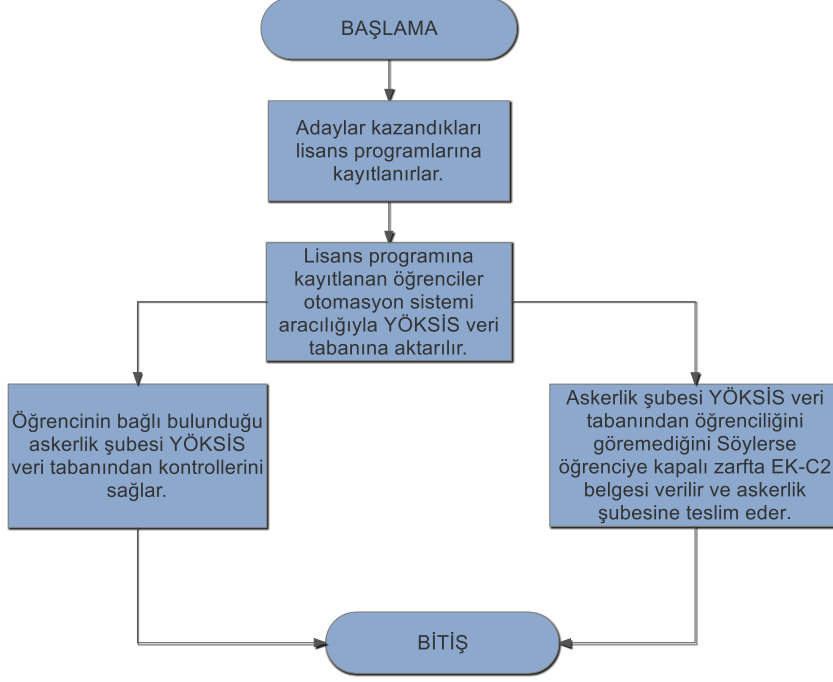 BAŞLAMA
Adaylar kazandıkları
lisans programlarına
kayıtlanırlar.
Lisans programına
kayıtlanan öğrenciler
otomasyon sistemi
aracılığıyla YÖKSİS veri
tabanına aktarılır.
Öğrencinin bağlı bulunduğu
askerlik şubesi YÖKSİS
veri tabanından kontrollerini
sağlar.
Askerlik şubesi YÖKSİS veri
tabanından öğrenciliğini
göremediğini Söylerse
öğrenciye kapalı zarfta EK-C2
belgesi verilir ve askerlik
şubesine teslim eder.
BİTİŞ